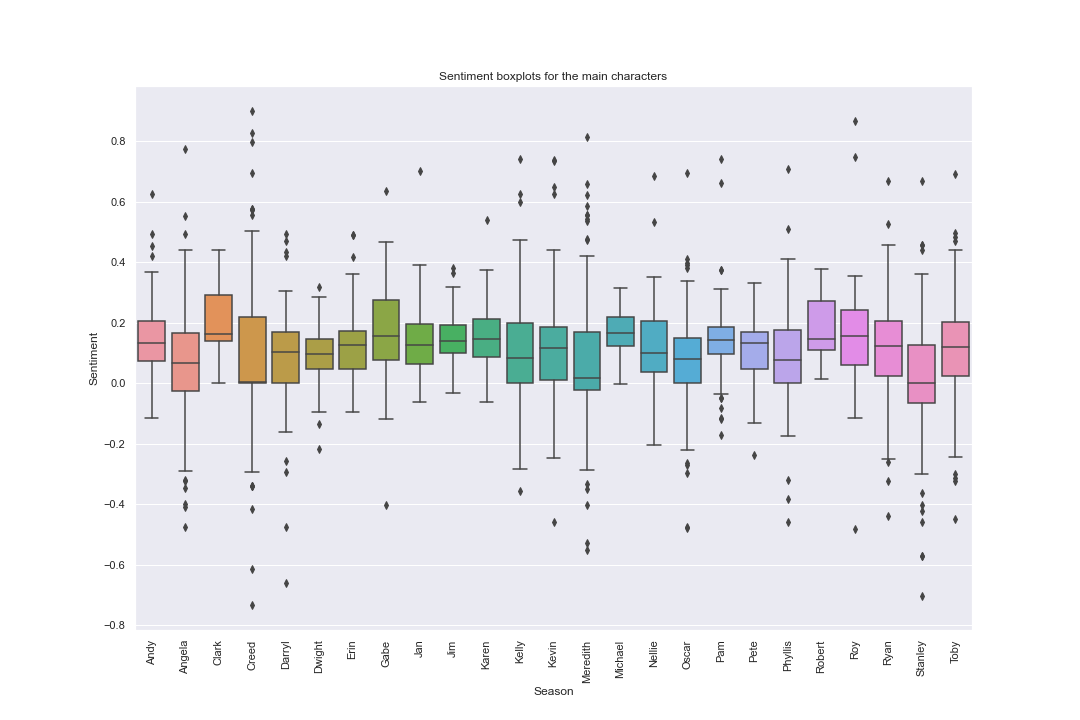 Sentiment boxplots for the main characters
Sentiment
0.8
0.6
0.4
0.2
0.0
−0.2
−0.4
−0.6
−0.8
Andy
Angela
Clark
Creed
Darryl
Dwight
Erin
Gabe
Jan
Jim
Karen
Kelly
Kevin
Meredith
Michael
Nellie
Oscar
Pam
Pete
Phyllis
Robert
Roy
Ryan
Stanley
Toby
Season